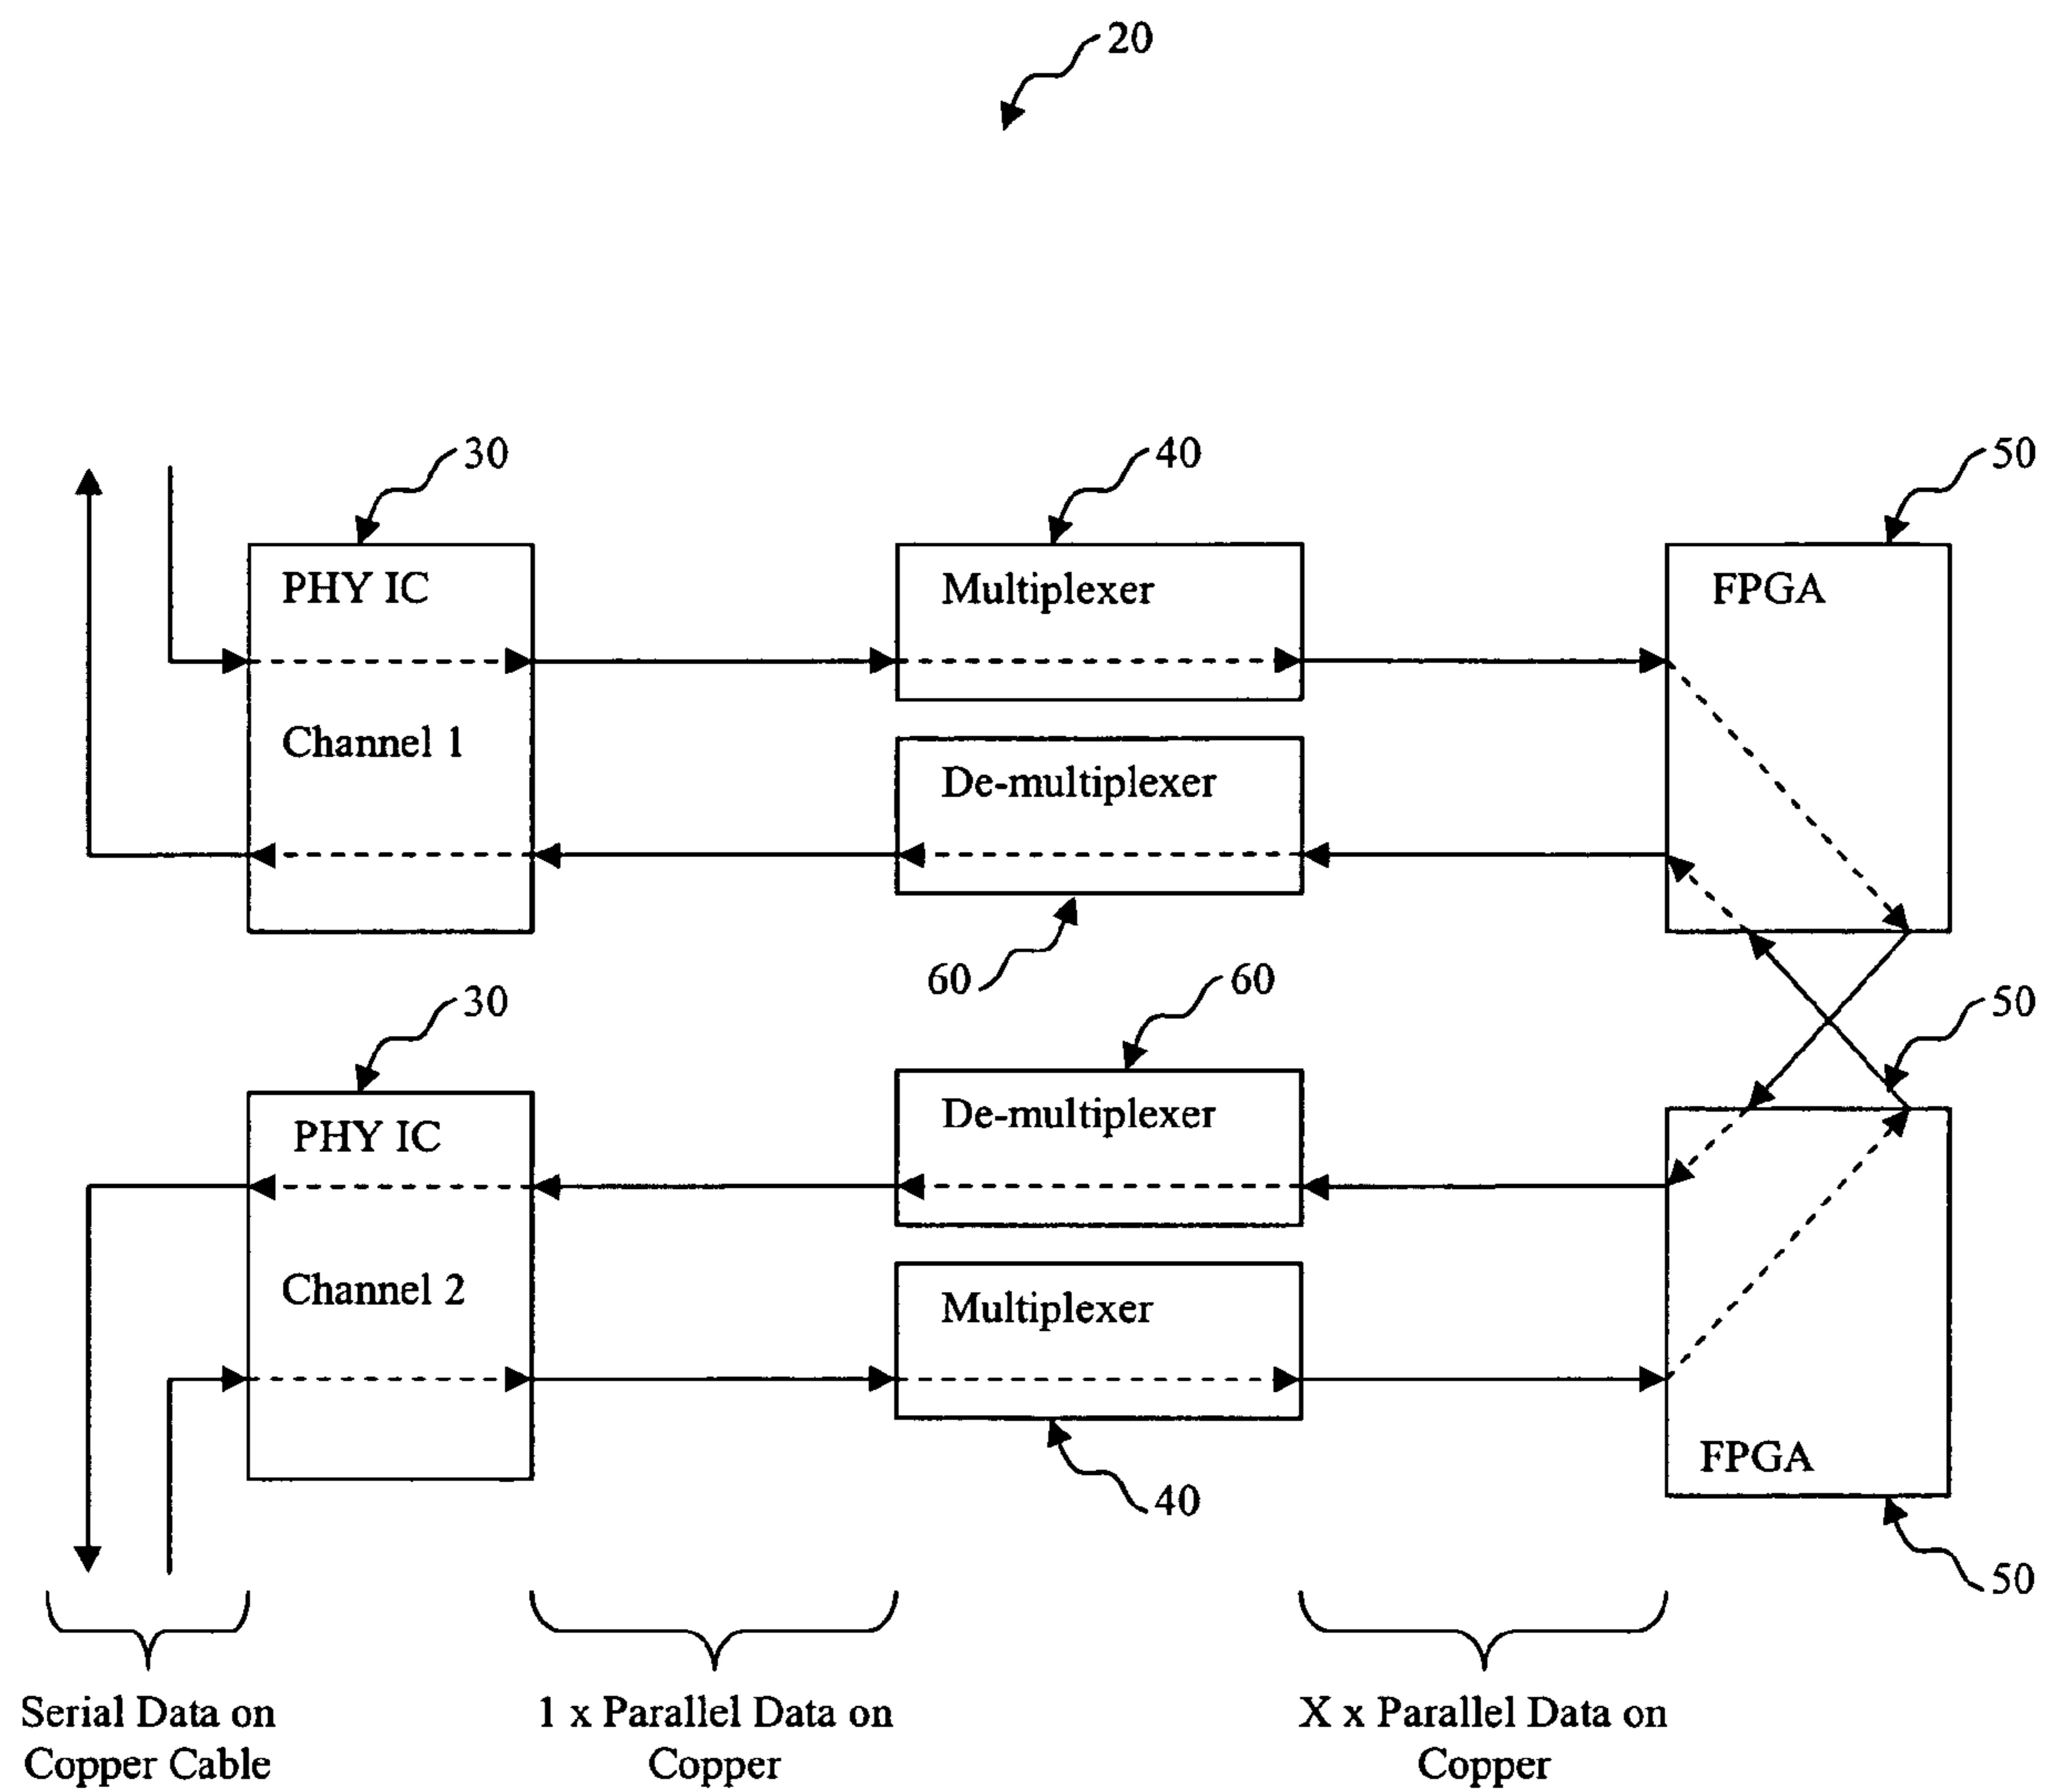 20
30
40
50
PHY IC
Multiplexer
FPGA
Channel 1
De-multiplexer
60
60
30
50
PHY IC
De-multiplexer
Channel 2
Multiplexer
FPGA
40
50
Serial Data on
Copper Cable
1 x Parallel Data on
Copper
X x Parallel Data on
Copper